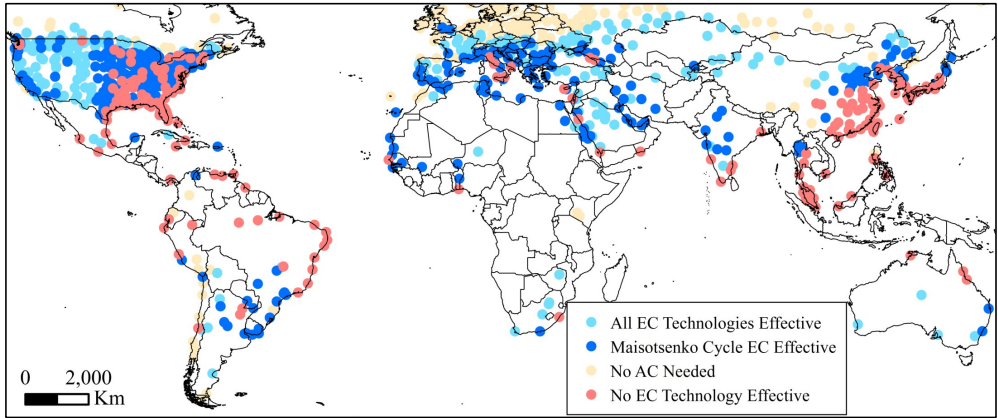 All EC Technologies Effective
Maisotsenko Cycle EC Effective
No AC Needed
No EC Technology Effective
0 2,000
Km